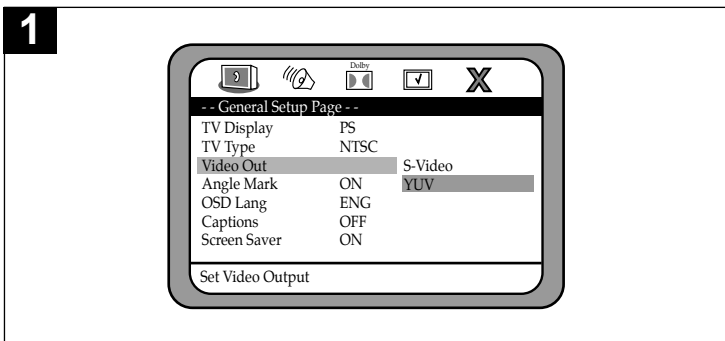 1
Dolby
- - General Setup Page - -
TV Display PS
TV Type NTSC
Video Out S-Video
Angle Mark ON YUV
OSD Lang ENG
Captions OFF
Screen Saver ON
Set Video Output